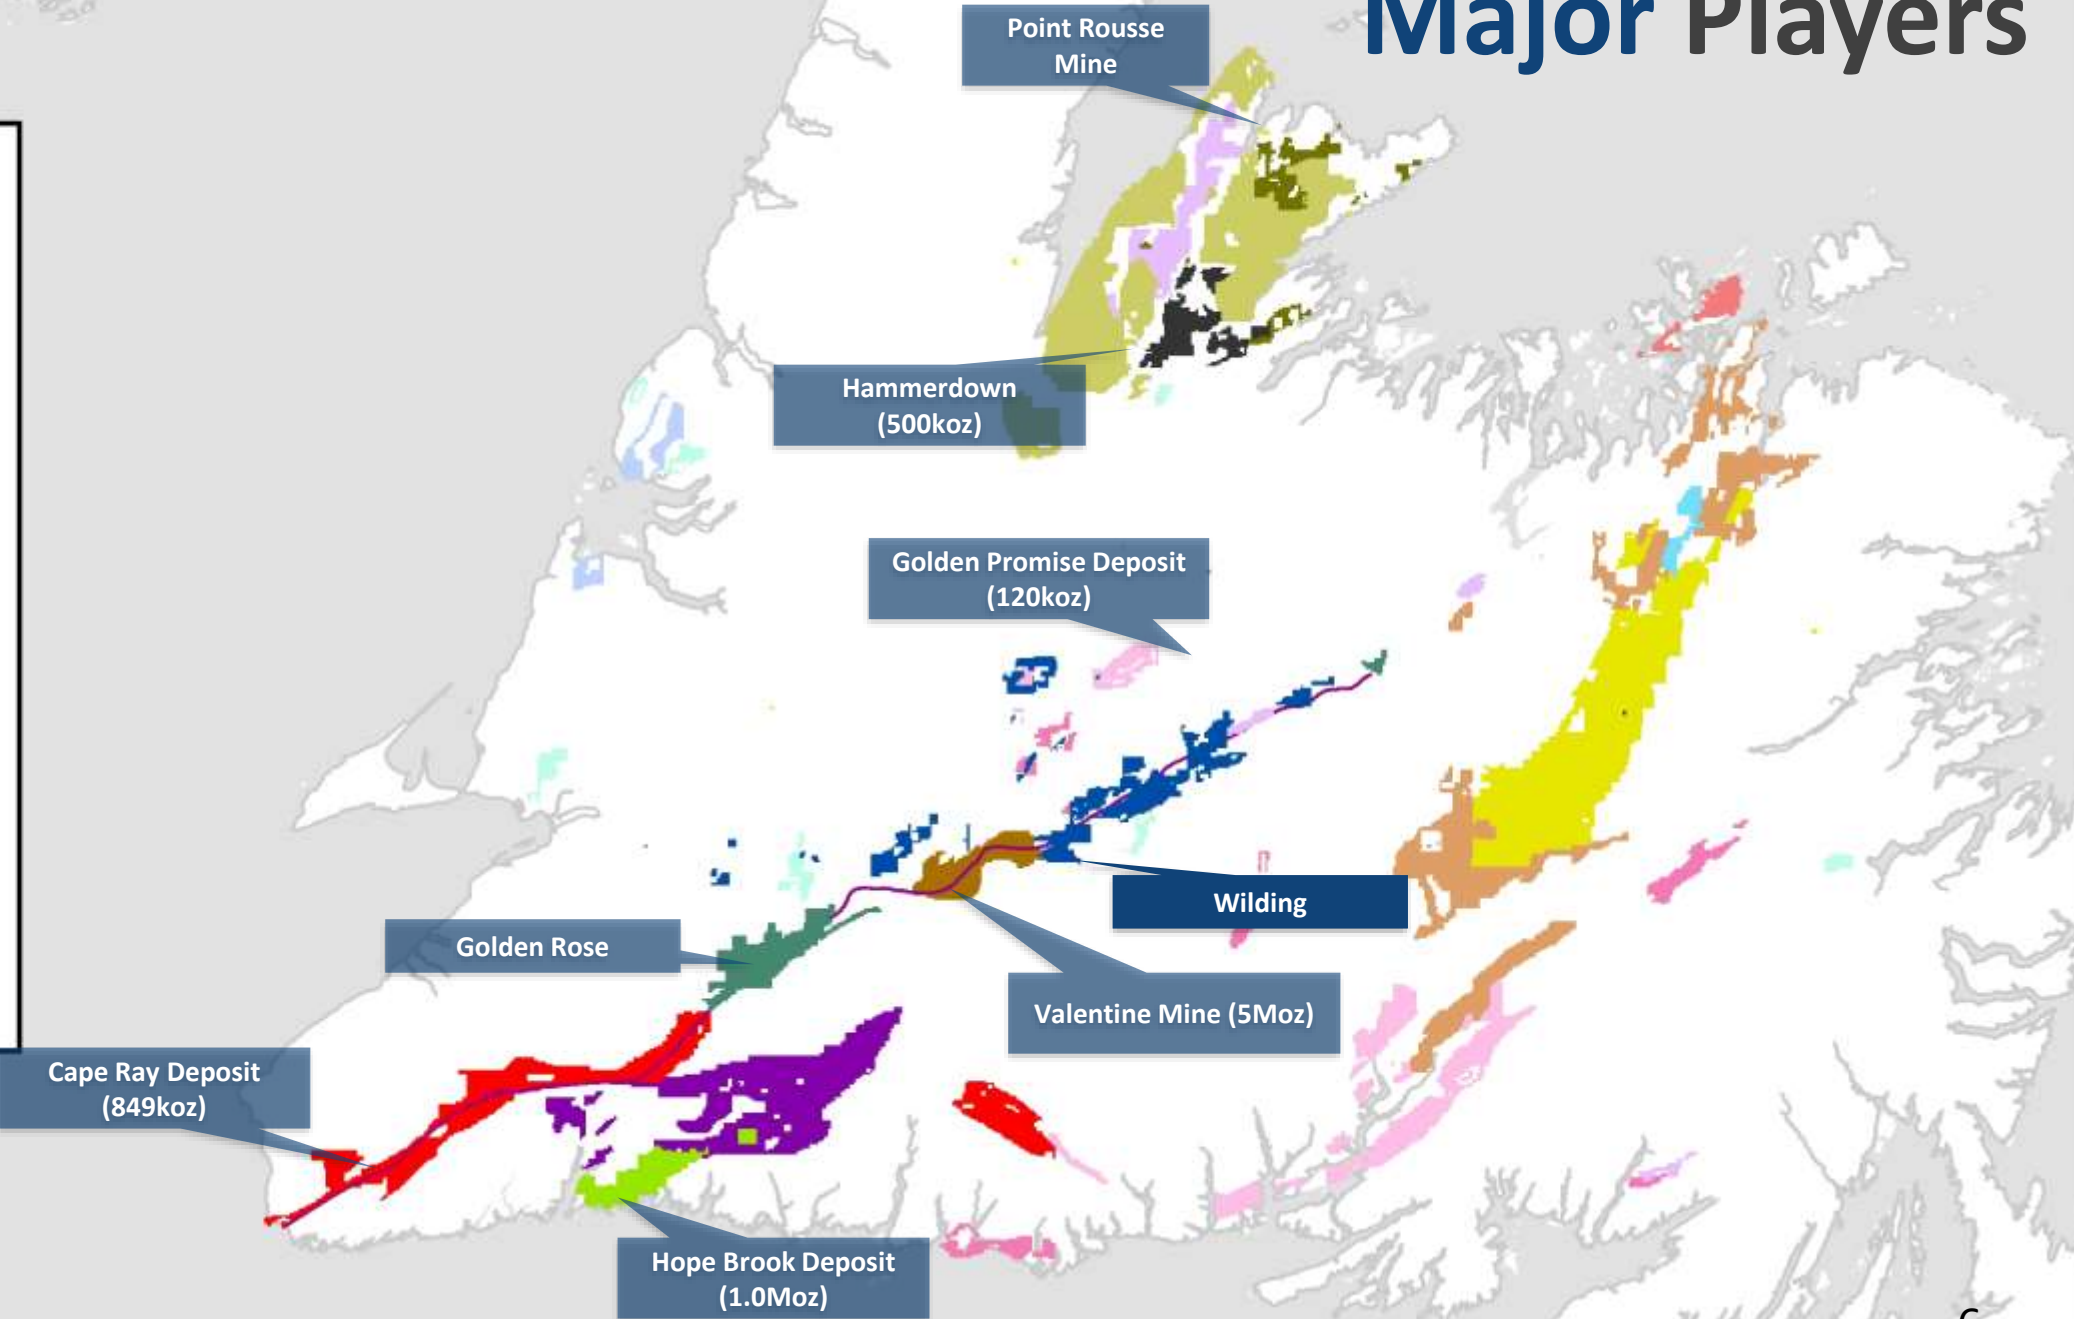 Major Players
Point Rousse
Mine
Hammerdown
(500koz)
Golden Promise Deposit
(120koz)
Wilding
Golden Rose
Valentine Mine (5Moz)
Cape Ray Deposit
(849koz)
Hope Brook Deposit
(1.0Moz)